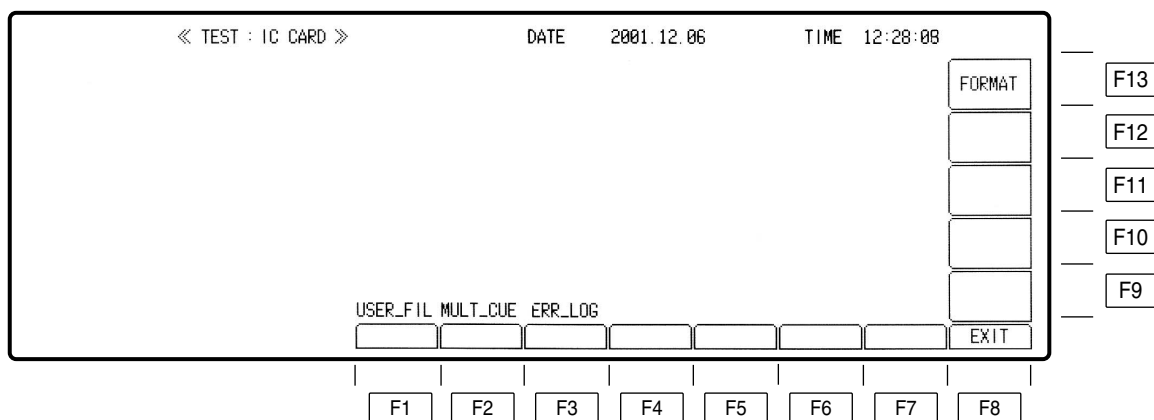 ≪ TEST : IC CARD ≫ DATE 2001.12.06 TIME 12:28:08
FORMAT F13
F12
F11
F10
F9
USER_FIL MULT_CUE ERR_LOG
EXIT
F1 F2 F3 F4 F5 F6 F7 F8